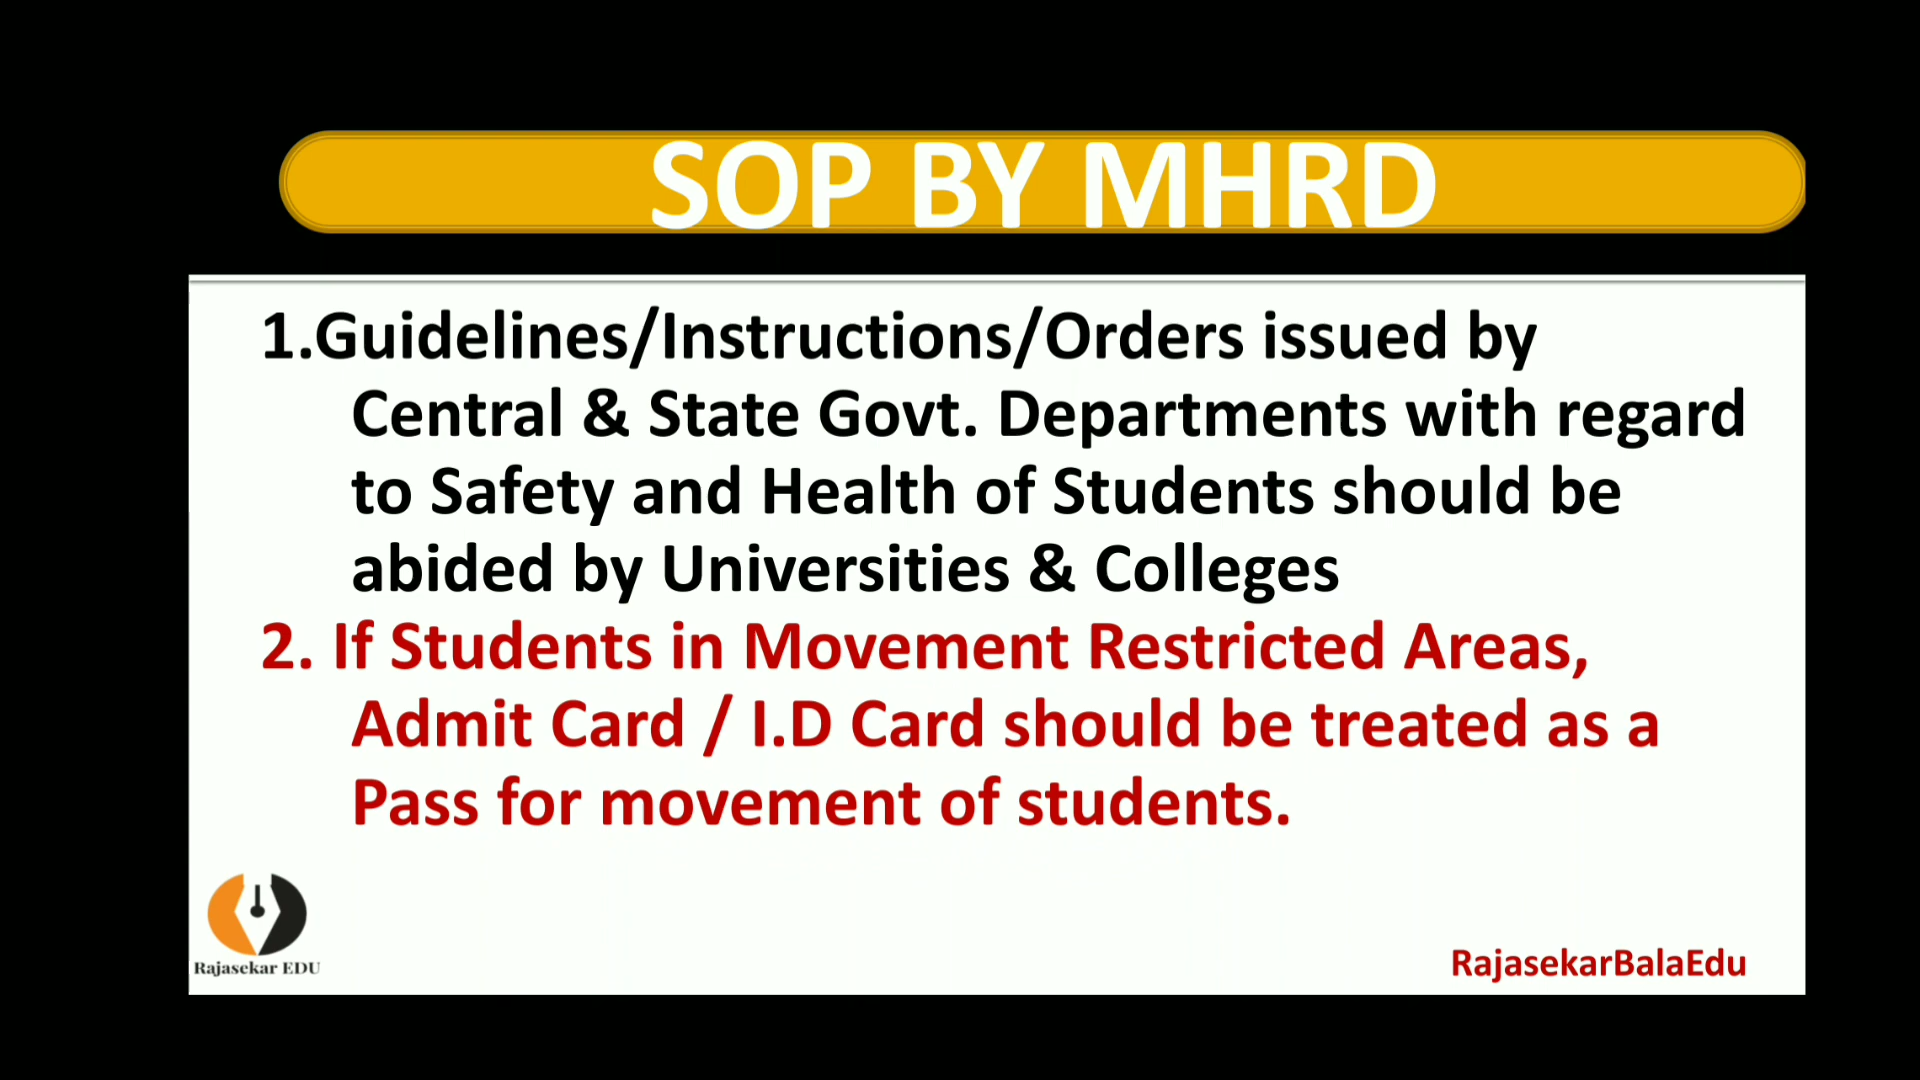 SOP BY MHRD
1.Guidelines/Instructions/Orders issued by
Central & State Govt. Departments with regard
to Safety and Health of Students should be
abided by Universities & Colleges
2. If Students in Movement Restricted Areas,
Admit Card / I.D Card should be treated as a
Pass for movement of students.
Rajasekar EDU
RajasekarBalaEdu